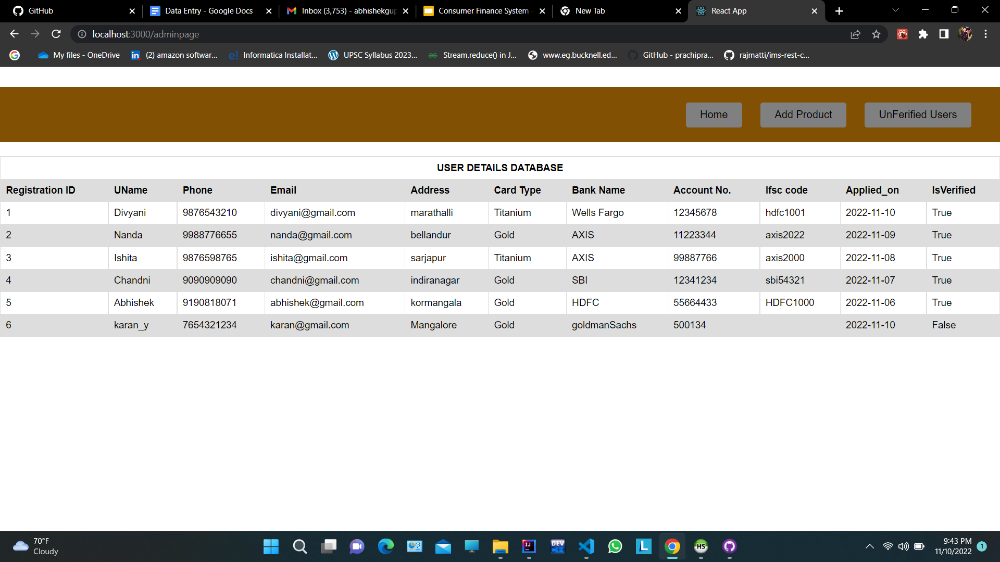 GitHub Data Entry - Google Docs Inbox (3,753) - abhishekgup Consumer Finance System - New Tab React App
localhost:3000/adminpage
My files - OneDrive (2) amazon softwar... Informatica Installat... UPSC Syllabus 2023... Stream.reduce() in J... www.eg.bucknell.ed... GitHub - prachipra... rajmatti/ims-rest-c...
Home Add Product UnFerified Users
USER DETAILS DATABASE
Registration ID UName Phone Email Address Card Type Bank Name Account No. Ifsc code Applied_on IsVerified
1 Divyani 9876543210 divyani@gmail.com marathalli Titanium Wells Fargo 12345678 hdfc1001 2022-11-10 True
2 Nanda 9988776655 nanda@gmail.com bellandur Gold AXIS 11223344 axis2022 2022-11-09 True
3 Ishita 9876598765 ishita@gmail.com sarjapur Titanium AXIS 99887766 axis2000 2022-11-08 True
4 Chandni 9090909090 chandni@gmail.com indiranagar Gold SBI 12341234 sbi54321 2022-11-07 True
5 Abhishek 9190818071 abhishek@gmail.com kormangala Gold HDFC 55664433 HDFC1000 2022-11-06 True
6 karan_y 7654321234 karan@gmail.com Mangalore Gold goldmanSachs 500134 2022-11-10 False
70°F
Cloudy
IJ DEV L HS
9:43 PM
11/10/2022 1